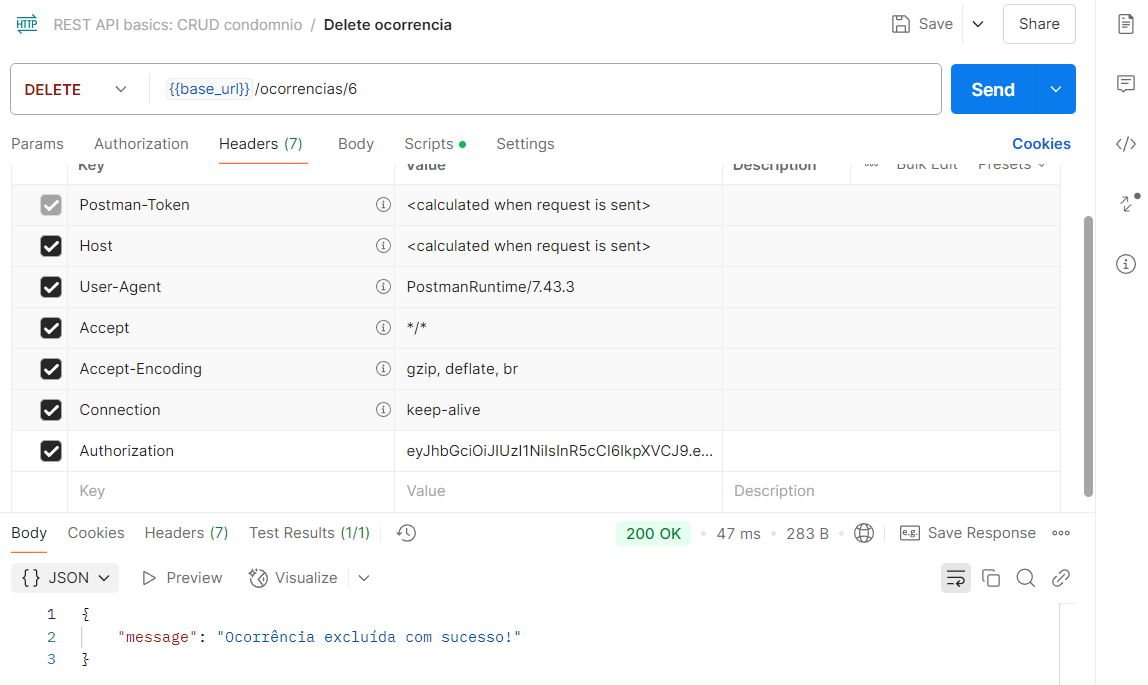 HTTP REST API basics: CRUD condomnio / Delete ocorrencia Save Share
DELETE {{base_url}}/ocorrencias/6 Send
Params Authorization Headers (7) Body Scripts Settings Cookies
Key Value Description Bulk Edit Presets
Postman-Token <calculated when request is sent>
Host <calculated when request is sent>
User-Agent PostmanRuntime/7.43.3
Accept */*
Accept-Encoding gzip, deflate, br
Connection keep-alive
Authorization eyJhbGciOiJIUzI1NiIsInR5cCI6IkpXVCJ9.e...
Key Value Description
Body Cookies Headers (7) Test Results (1/1) 200 OK • 47 ms • 283 B • e.g. Save Response
{} JSON Preview Visualize
1 {
2 "message": "Ocorrência excluída com sucesso!"
3 }